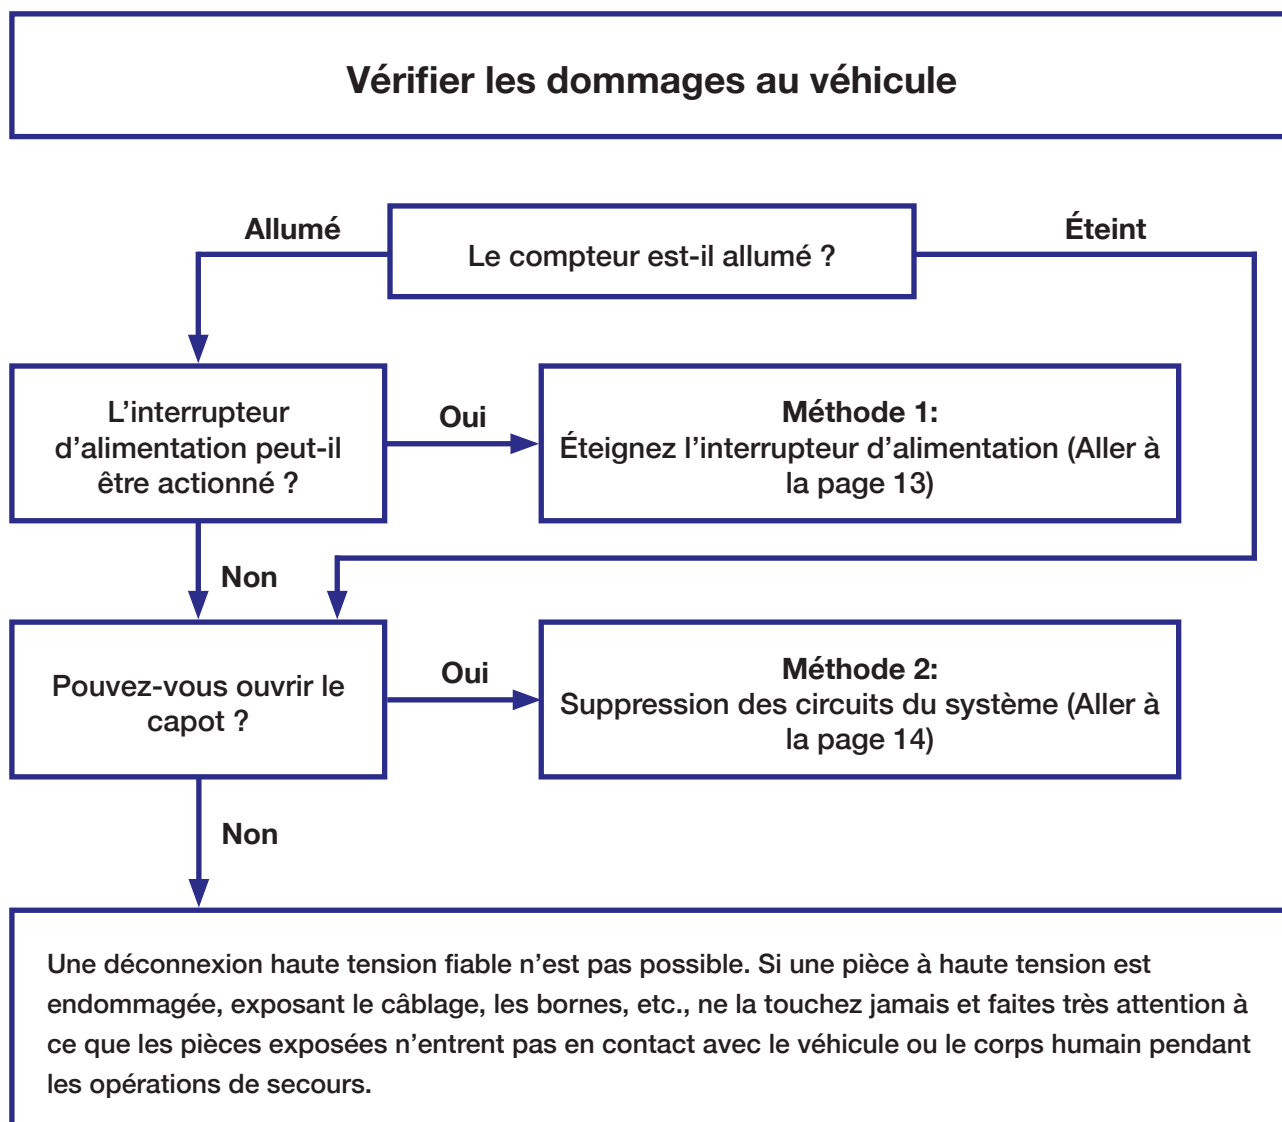 Vérifier les dommages au véhicule
Allumé
Le compteur est-il allumé ?
Éteint
L’interrupteur
d’alimentation peut-il
être actionné ?
Oui
Méthode 1:
Éteignez l’interrupteur d’alimentation (Aller à
la page 13)
Non
Pouvez-vous ouvrir le
capot ?
Oui
Méthode 2:
Suppression des circuits du système (Aller à
la page 14)
Non
Une déconnexion haute tension fiable n’est pas possible. Si une pièce à haute tension est
endommagée, exposant le câblage, les bornes, etc., ne la touchez jamais et faites très attention à
ce que les pièces exposées n’entrent pas en contact avec le véhicule ou le corps humain pendant
les opérations de secours.